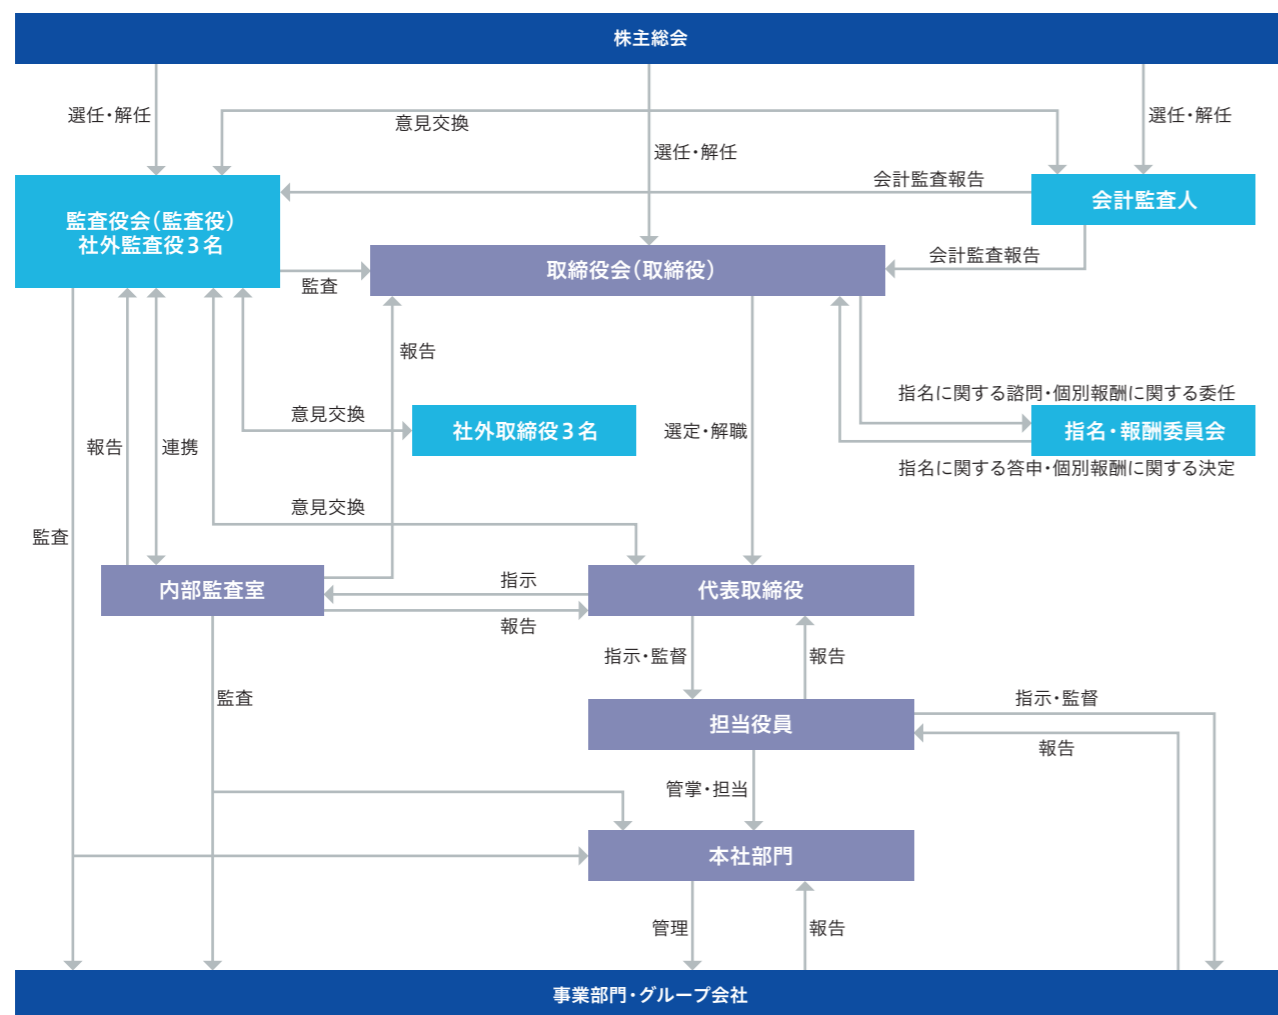 株主総会
選任・解任
意見交換
選任・解任
選任・解任
会計監査報告
会計監査人
監査役会(監査役)
社外監査役3名
会計監査報告
取締役会(取締役)
監査
報告
指名に関する諮問・個別報酬に関する委任
意見交換
社外取締役3名
選定・解職
指名・報酬委員会
報告
連携
指名に関する答申・個別報酬に関する決定
意見交換
監査
内部監査室
指示
代表取締役
報告
指示・監督
報告
監査
指示・監督
担当役員
報告
管掌・担当
本社部門
管理
報告
事業部門・グループ会社